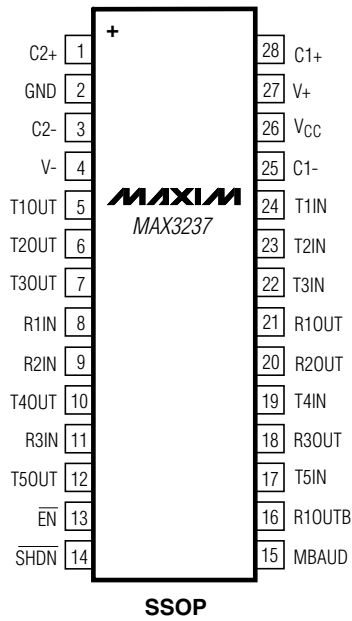 +
C2+ 1 28 C1+
GND 2 27 V+
C2- 3 26 VCC
V- 4 25 C1-
MAXIM
T1OUT 5 24 T1IN
MAX3237
T2OUT 6 23 T2IN
T3OUT 7 22 T3IN
R1IN 8 21 R1OUT
R2IN 9 20 R2OUT
T4OUT 10 19 T4IN
R3IN 11 18 R3OUT
T5OUT 12 17 T5IN
E̅N̅ 13 16 R1OUTB
S̅H̅D̅N̅ 14 15 MBAUD
SSOP